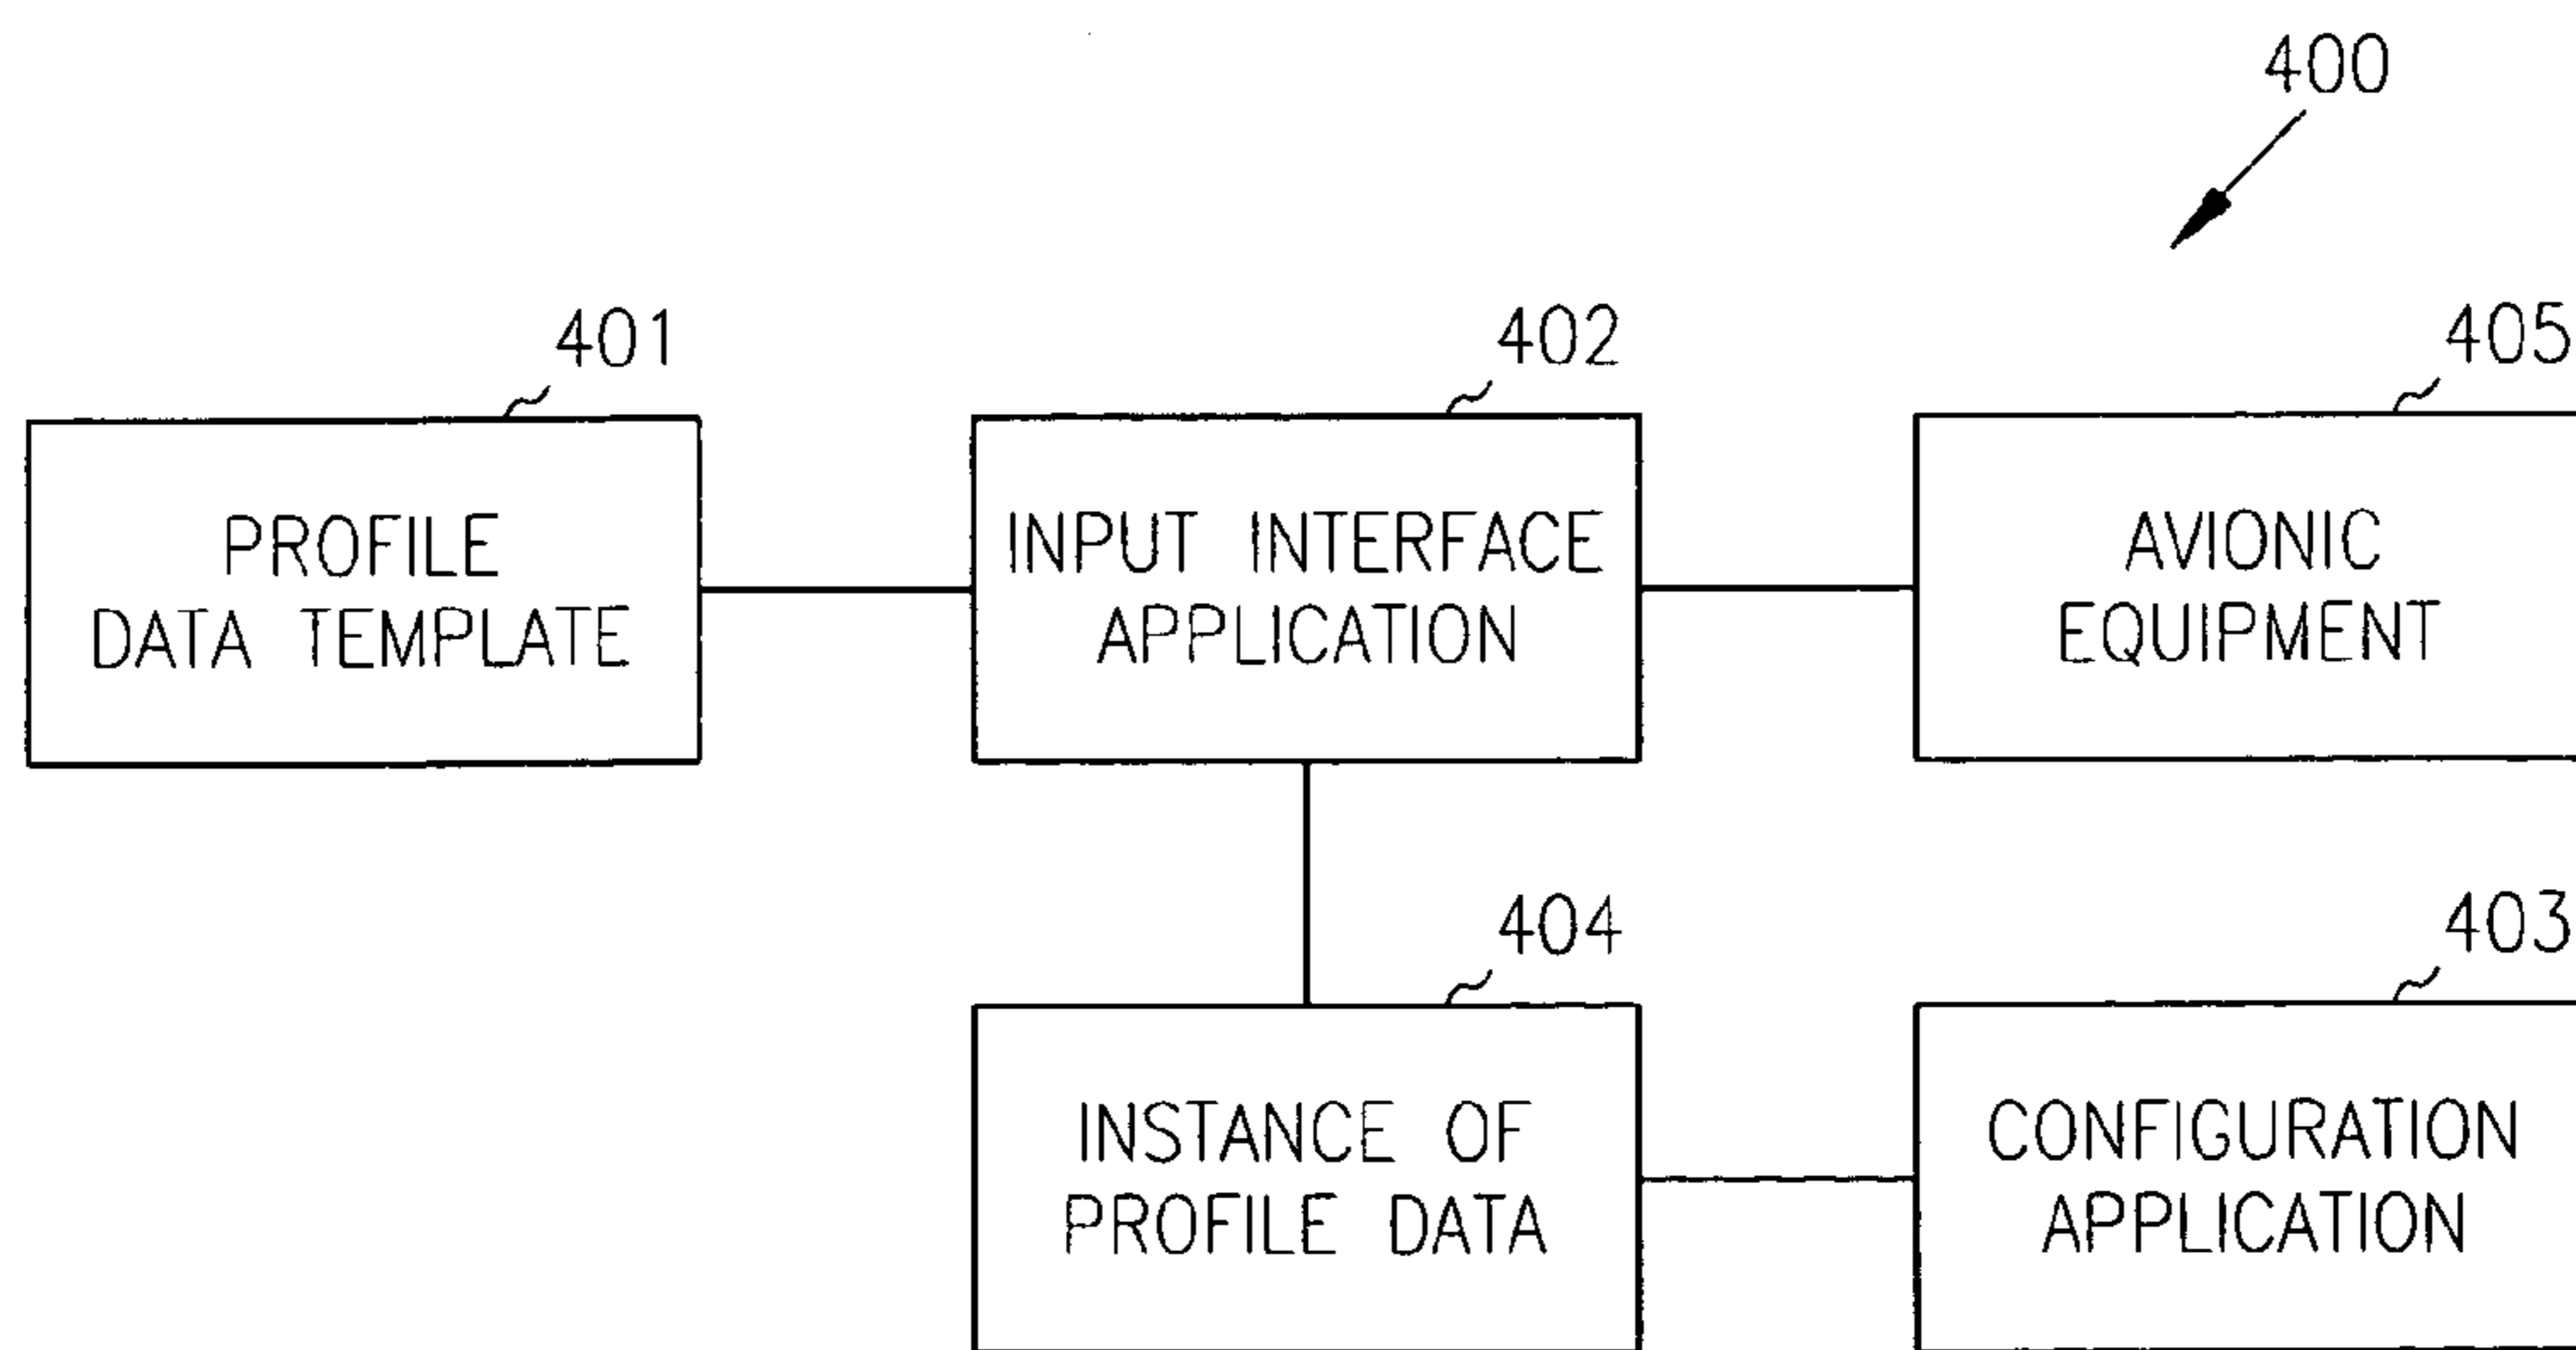 400
401
402
405
PROFILE
DATA TEMPLATE
INPUT INTERFACE
APPLICATION
AVIONIC
EQUIPMENT
404
403
INSTANCE OF
PROFILE DATA
CONFIGURATION
APPLICATION